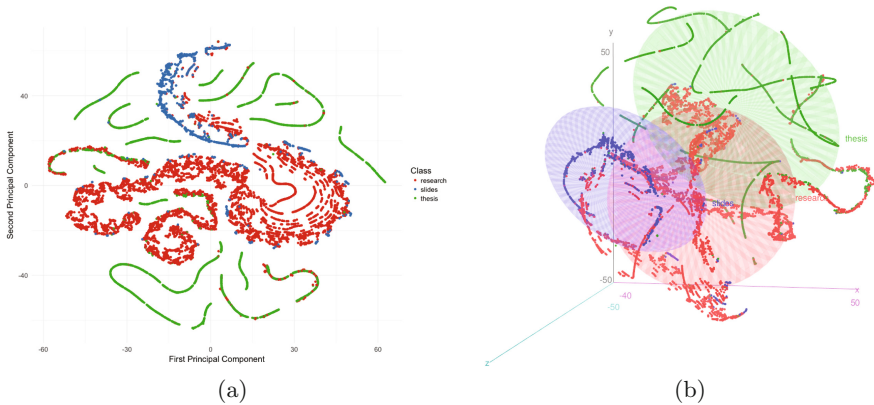 Second Principal Component
40
0
-40
-60
-30
0
30
60
First Principal Component
Class
research
slides
thesis
(a)
y
50
thesis
slides
research
-50
-40
-50
x
50
z
(b)